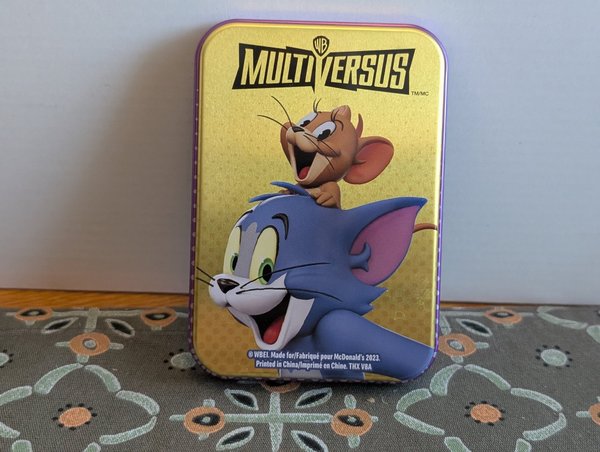 WB
MULTIVERSUS
TM/MC
© WBEI. Made for/Fabriqué pour McDonald's 2023.
Printed in China/Imprimé en Chine. THX VBA